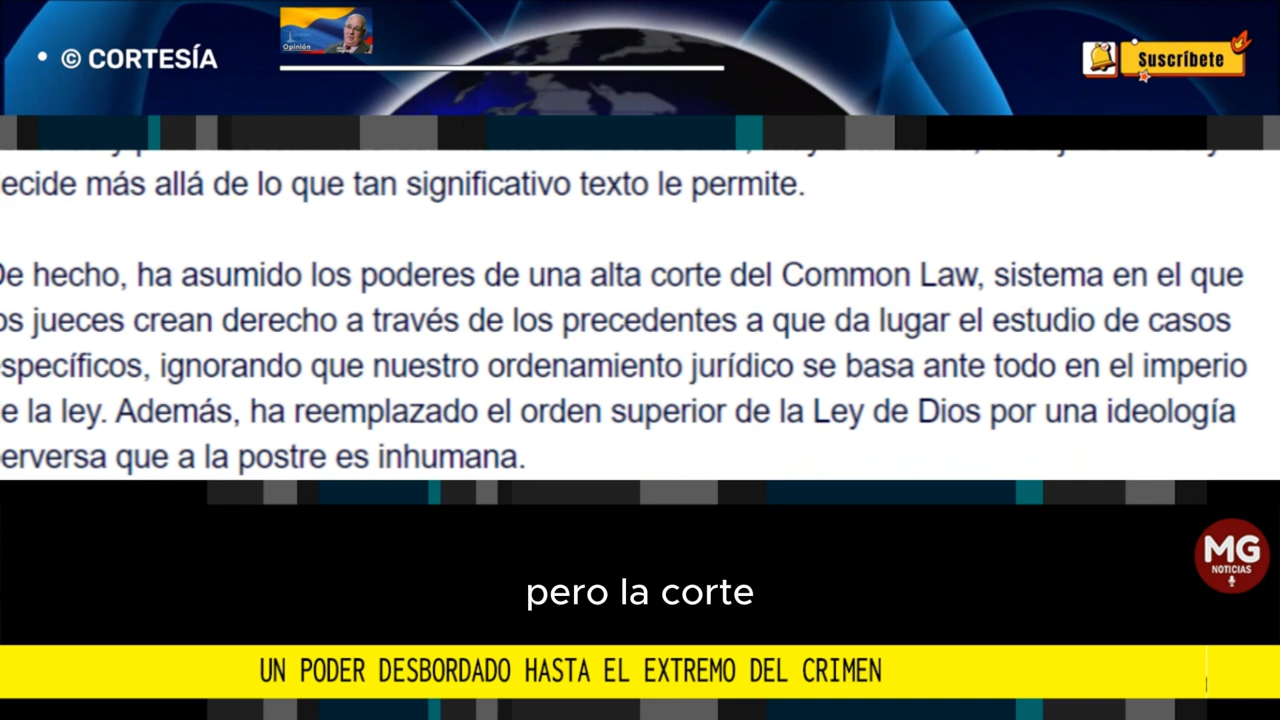 • © CORTESÍA
Opinión
Suscríbete
ecide más allá de lo que tan significativo texto le permite.
De hecho, ha asumido los poderes de una alta corte del Common Law, sistema en el que
os jueces crean derecho a través de los precedentes a que da lugar el estudio de casos
specíficos, ignorando que nuestro ordenamiento jurídico se basa ante todo en el imperio
e la ley. Además, ha reemplazado el orden superior de la Ley de Dios por una ideología
erversa que a la postre es inhumana.
MG
NOTICIAS
pero la corte
UN PODER DESBORDADO HASTA EL EXTREMO DEL CRIMEN